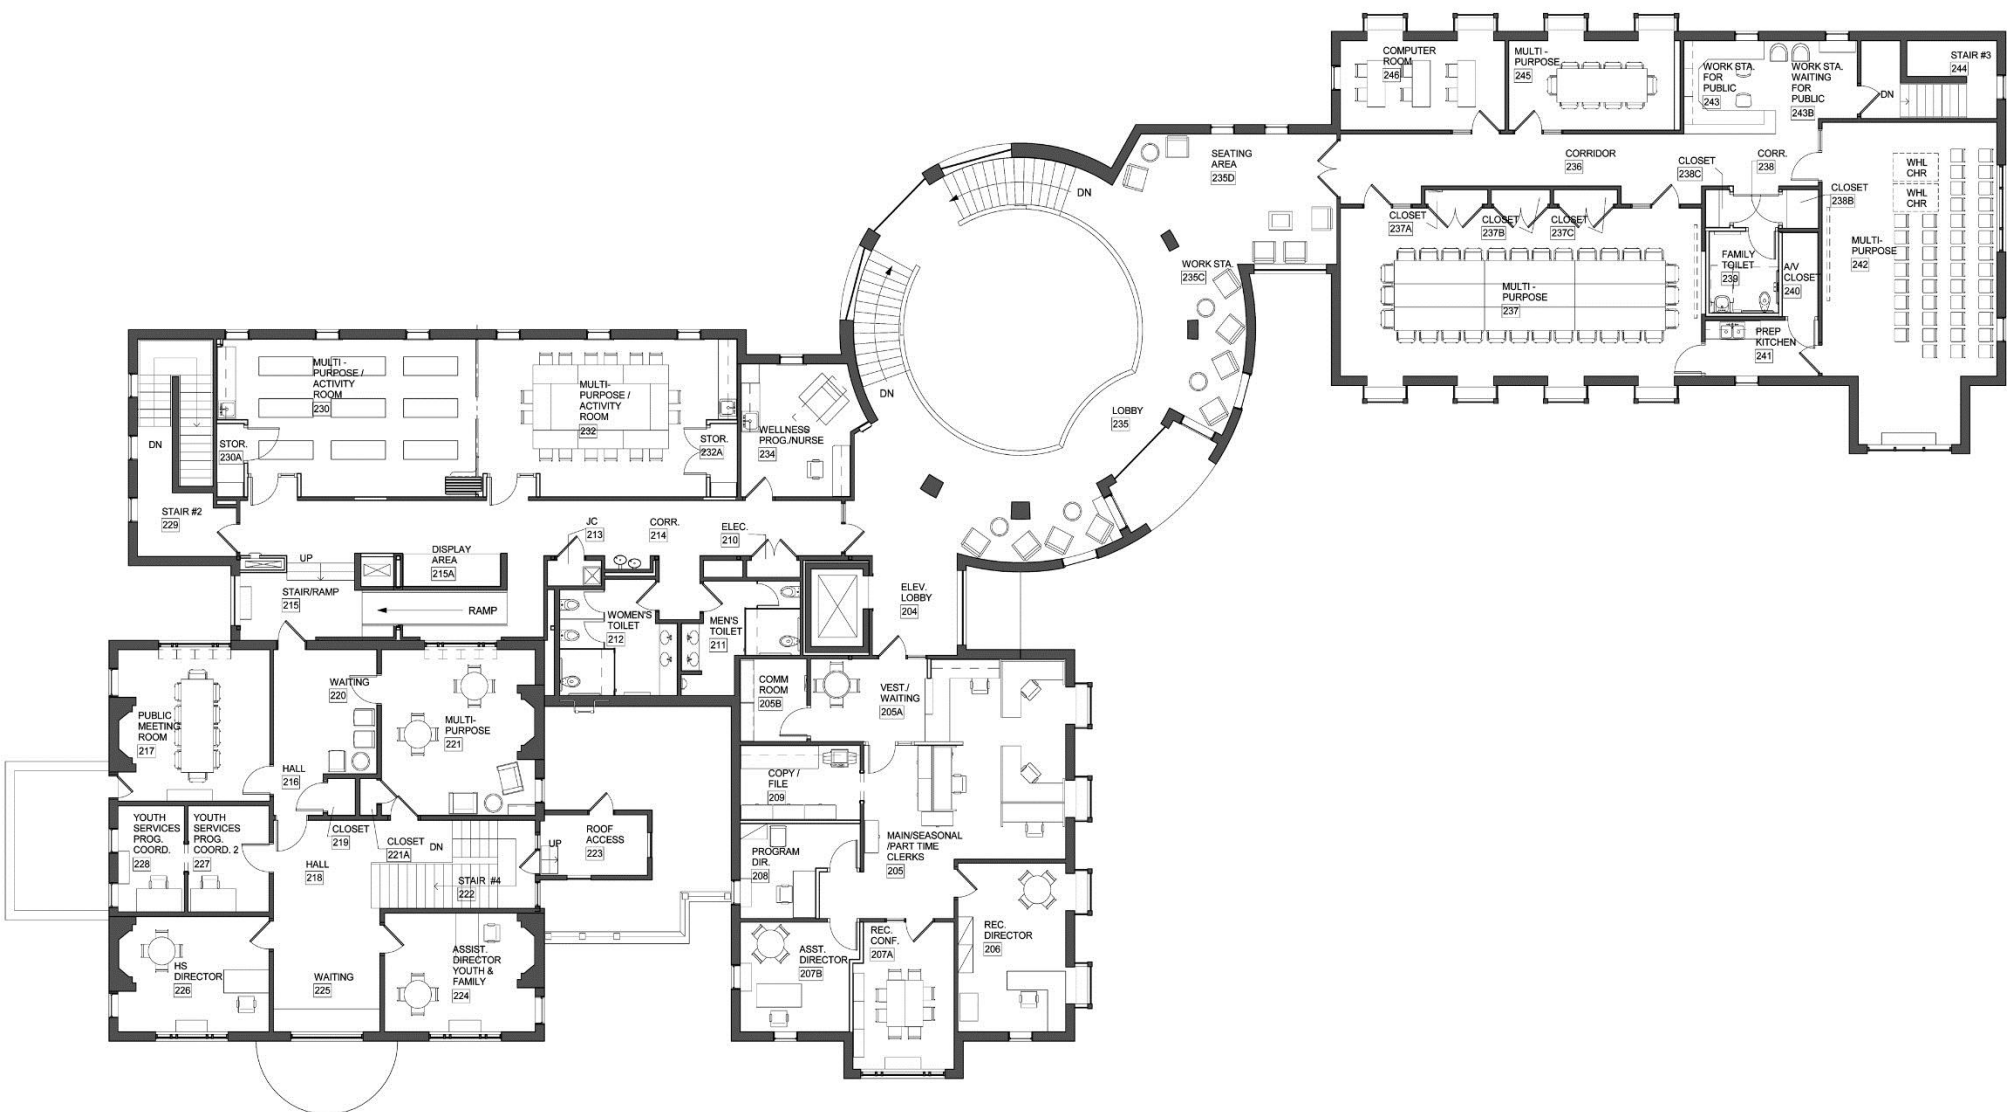 COMPUTER
ROOM
246
MULTI -
PURPOSE
245
WORK STA.
FOR
PUBLIC
243
WORK STA.
WAITING
FOR
PUBLIC
243B
STAIR #3
244
DN
SEATING
AREA
235D
CORRIDOR
236
CLOSET
238C
CORR.
238
WHL
CHR
WHL
CHR
CLOSET
238B
DN
CLOSET
237A
CLOSET
237B
CLOSET
237C
MULTI-
PURPOSE
242
WORK STA.
235C
FAMILY
TOILET
239
A/V
CLOSET
240
MULTI -
PURPOSE
237
PREP
KITCHEN
241
DN
LOBBY
235
MULTI -
PURPOSE /
ACTIVITY
ROOM
230
MULTI-
PURPOSE /
ACTIVITY
ROOM
232
WELLNESS
PROG./NURSE
234
DN
STOR.
230A
STOR.
232A
STAIR #2
229
JC
213
CORR.
214
ELEC.
210
UP
DISPLAY
AREA
215A
STAIR/RAMP
215
RAMP
ELEV.
LOBBY
204
WOMEN'S
TOILET
212
MEN'S
TOILET
211
WAITING
220
COMM
ROOM
205B
VEST./
WAITING
205A
PUBLIC
MEETING
ROOM
217
MULTI-
PURPOSE
221
HALL
216
COPY /
FILE
209
YOUTH
SERVICES
PROG.
COORD.
228
YOUTH
SERVICES
PROG.
COORD. 2
227
CLOSET
219
CLOSET
221A
DN
UP
ROOF
ACCESS
223
MAIN/SEASONAL
/PART TIME
CLERKS
205
PROGRAM
DIR.
208
HALL
218
STAIR #4
222
REC.
DIRECTOR
206
REC.
CONF.
207A
ASST.
DIRECTOR
207B
HS
DIRECTOR
226
WAITING
225
ASSIST.
DIRECTOR
YOUTH &
FAMILY
224